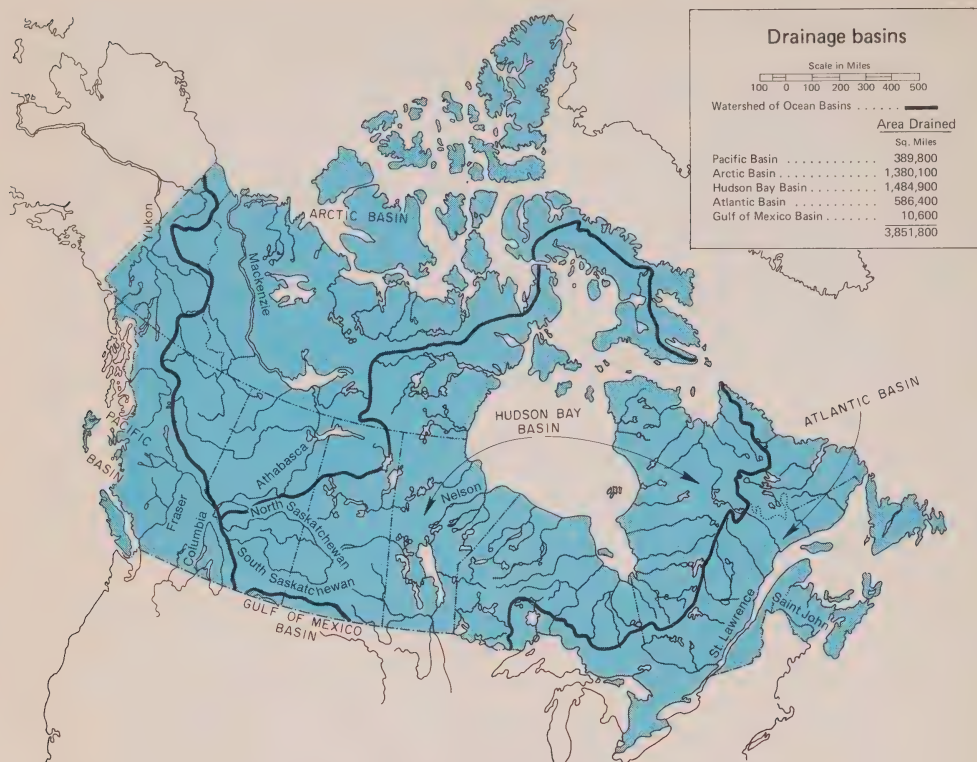 Drainage basins
Scale in Miles
100 0 100 200 300 400 500
Watershed of Ocean Basins . . . . . .
Area Drained
Sq. Miles
Pacific Basin . . . . . . . . . . . . 389,800
Arctic Basin . . . . . . . . . . . . . 1,380,100
Hudson Bay Basin . . . . . . . . . 1,484,900
Atlantic Basin . . . . . . . . . . . 586,400
Gulf of Mexico Basin . . . . . . 10,600
3,851,800
ARCTIC BASIN
Yukon
Mackenzie
HUDSON BAY
BASIN
ATLANTIC BASIN
BASIN
Athabasca
Nelson
Fraser
Columbia
North Saskatchewan
South Saskatchewan
GULF OF MEXICO
BASIN
St. Lawrence
Saint John